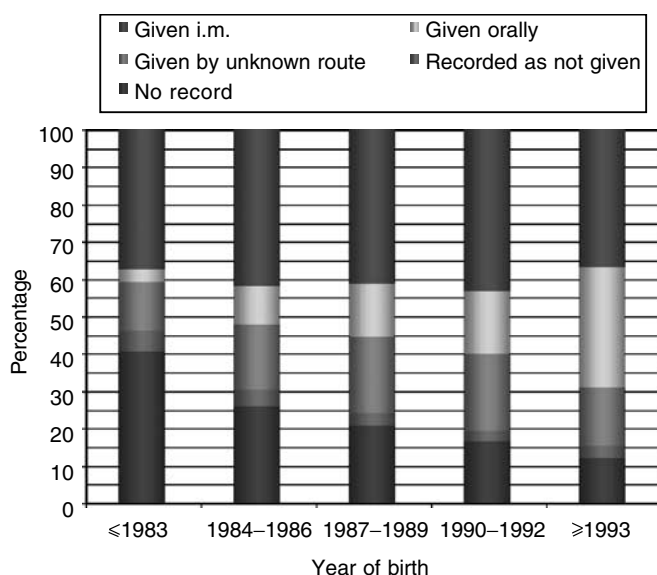 Given i.m. Given orally
Given by unknown route Recorded as not given
No record
100
90
80
70
60
50
40
30
20
10
0
Percentage
⩽1983 1984–1986 1987–1989 1990–1992 ⩾1993
Year of birth